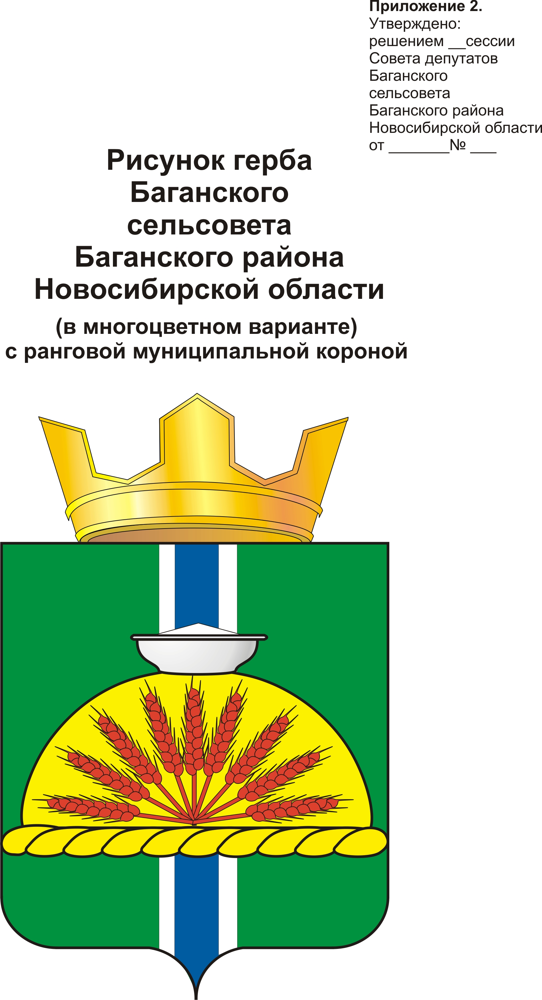 Приложение 2.
Утверждено:
решением __сессии
Совета депутатов
Баганского
сельсовета
Баганского района
Новосибирской области
от _______№ ___
Рисунок герба
Баганского
сельсовета
Баганского района
Новосибирской области
(в многоцветном варианте)
с ранговой муниципальной короной